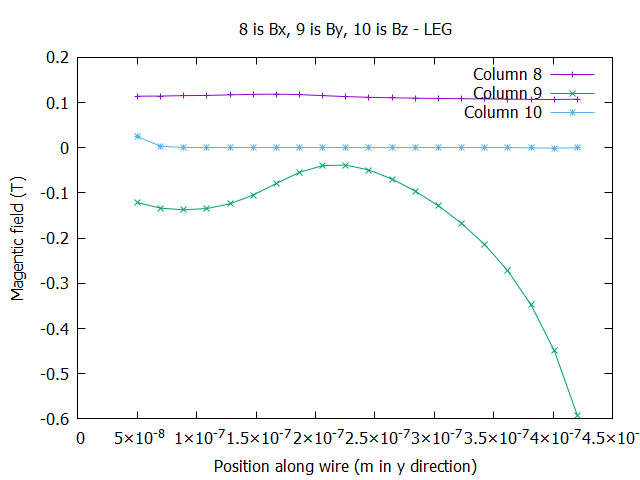 8 is Bx, 9 is By, 10 is Bz - LEG
0.2
0.1
0
-0.1
-0.2
-0.3
-0.4
-0.5
-0.6
Magentic field (T)
Column 8
Column 9
Column 10
0 5×10⁻⁸ 1×10⁻⁷ 1.5×10⁻⁷ 2×10⁻⁷ 2.5×10⁻⁷ 3×10⁻⁷ 3.5×10⁻⁷ 4×10⁻⁷ 4.5×10⁻
Position along wire (m in y direction)